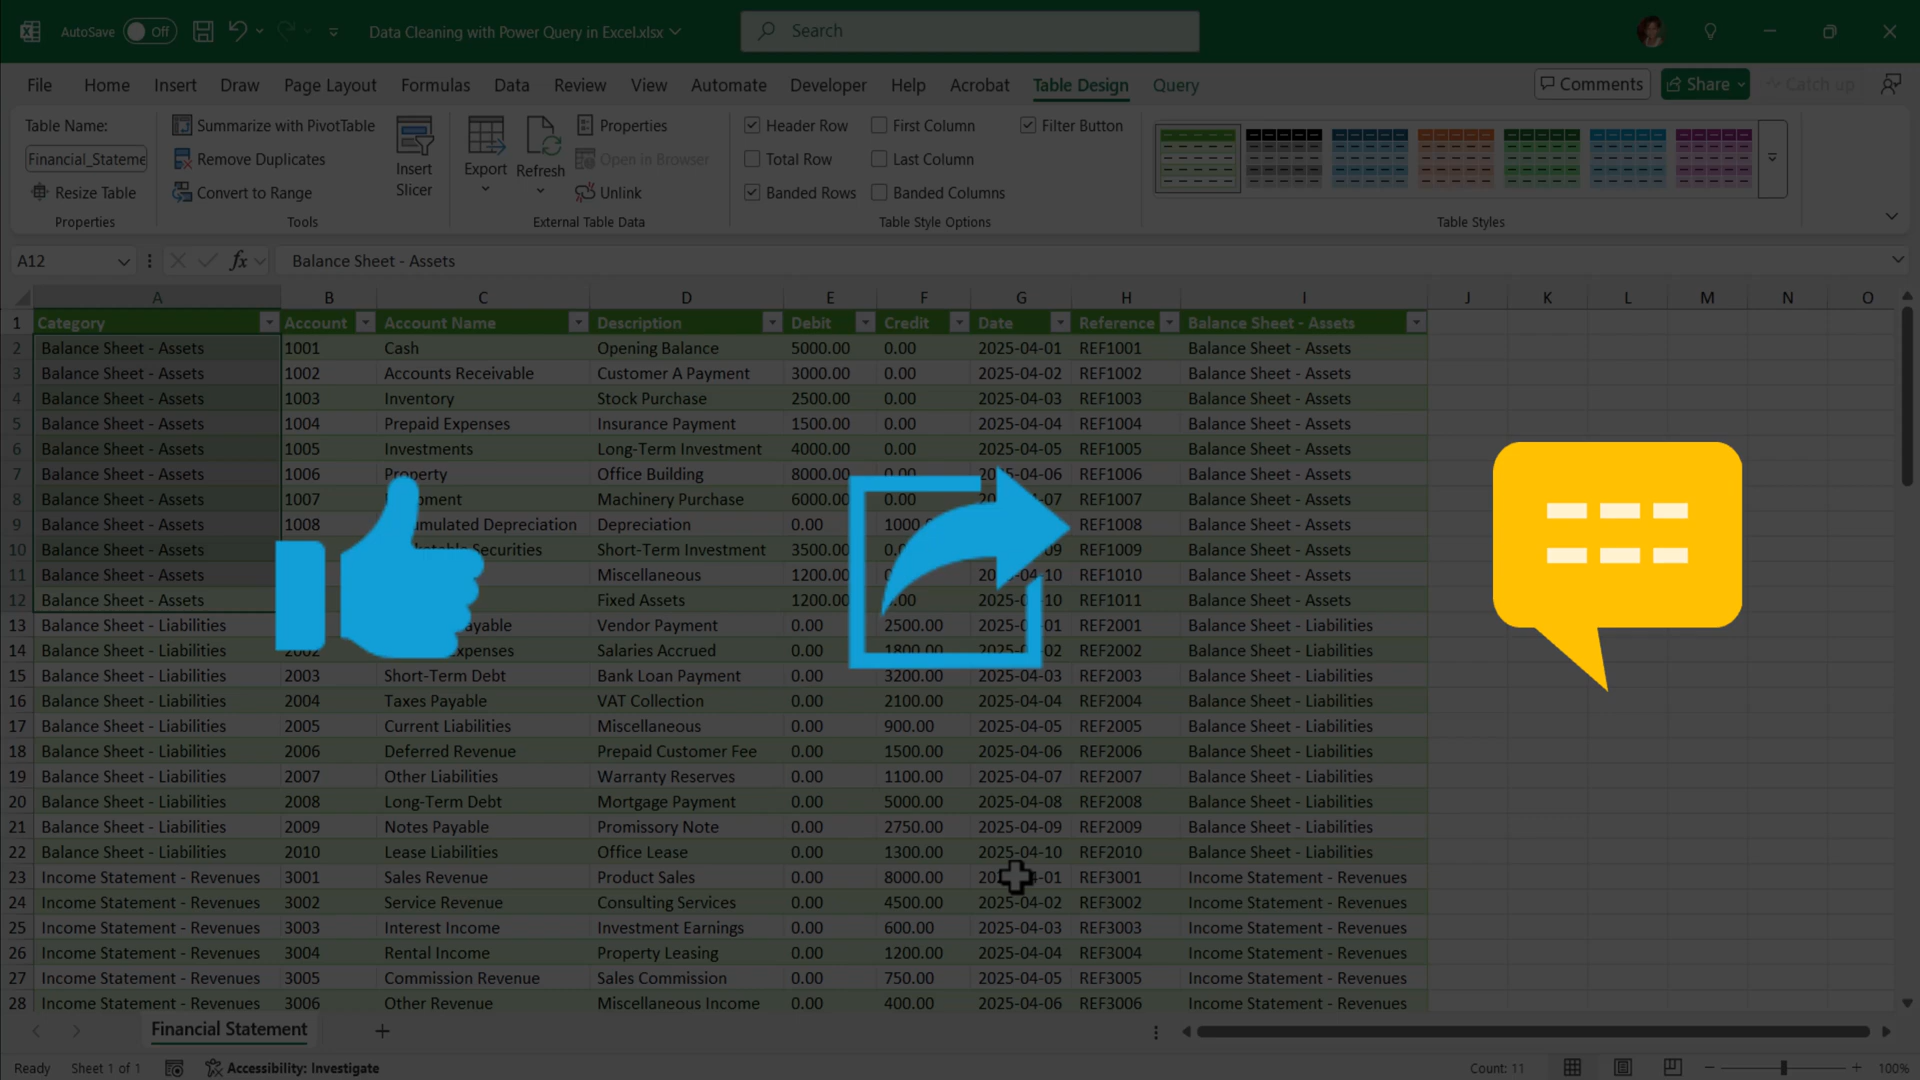 AutoSave Off Data Cleaning with Power Query in Excel.xlsx Search
File Home Insert Draw Page Layout Formulas Data Review View Automate Developer Help Acrobat Table Design Query Comments Share Catch up
Table Name:
Financial_Stateme
Resize Table
Properties
Summarize with PivotTable
Remove Duplicates
Convert to Range
Tools
Insert Slicer
Export
Refresh
Properties
Open in Browser
Unlink
External Table Data
Header Row First Column Filter Button
Total Row Last Column
Banded Rows Banded Columns
Table Style Options
Table Styles
A12 fx Balance Sheet - Assets
A B C D E F G H I J K L M N O
1 Category Account Account Name Description Debit Credit Date Reference Balance Sheet - Assets
2 Balance Sheet - Assets 1001 Cash Opening Balance 5000.00 0.00 2025-04-01 REF1001 Balance Sheet - Assets
3 Balance Sheet - Assets 1002 Accounts Receivable Customer A Payment 3000.00 0.00 2025-04-02 REF1002 Balance Sheet - Assets
4 Balance Sheet - Assets 1003 Inventory Stock Purchase 2500.00 0.00 2025-04-03 REF1003 Balance Sheet - Assets
5 Balance Sheet - Assets 1004 Prepaid Expenses Insurance Payment 1500.00 0.00 2025-04-04 REF1004 Balance Sheet - Assets
6 Balance Sheet - Assets 1005 Investments Long-Term Investment 4000.00 0.00 2025-04-05 REF1005 Balance Sheet - Assets
7 Balance Sheet - Assets 1006 Property Office Building 8000.00 0.00 2025-04-06 REF1006 Balance Sheet - Assets
8 Balance Sheet - Assets 1007 Machinery Purchase 6000.00 0.00 REF1007 Balance Sheet - Assets
9 Balance Sheet - Assets 1008 Depreciation Depreciation 0.00 REF1008 Balance Sheet - Assets
10 Balance Sheet - Assets Securities Short-Term Investment 3500.00 REF1009 Balance Sheet - Assets
11 Balance Sheet - Assets Miscellaneous 1200.00 REF1010 Balance Sheet - Assets
12 Balance Sheet - Assets Fixed Assets 1200.00 REF1011 Balance Sheet - Assets
13 Balance Sheet - Liabilities Vendor Payment 0.00 2500.00 REF2001 Balance Sheet - Liabilities
14 Balance Sheet - Liabilities 2002 Expenses Salaries Accrued 0.00 1800.00 REF2002 Balance Sheet - Liabilities
15 Balance Sheet - Liabilities 2003 Short-Term Debt Bank Loan Payment 0.00 3200.00 2025-04-03 REF2003 Balance Sheet - Liabilities
16 Balance Sheet - Liabilities 2004 Taxes Payable VAT Collection 0.00 2100.00 2025-04-04 REF2004 Balance Sheet - Liabilities
17 Balance Sheet - Liabilities 2005 Current Liabilities Miscellaneous 0.00 900.00 2025-04-05 REF2005 Balance Sheet - Liabilities
18 Balance Sheet - Liabilities 2006 Deferred Revenue Prepaid Customer Fee 0.00 1500.00 2025-04-06 REF2006 Balance Sheet - Liabilities
19 Balance Sheet - Liabilities 2007 Other Liabilities Warranty Reserves 0.00 1100.00 2025-04-07 REF2007 Balance Sheet - Liabilities
20 Balance Sheet - Liabilities 2008 Long-Term Debt Mortgage Payment 0.00 5000.00 2025-04-08 REF2008 Balance Sheet - Liabilities
21 Balance Sheet - Liabilities 2009 Notes Payable Promissory Note 0.00 2750.00 2025-04-09 REF2009 Balance Sheet - Liabilities
22 Balance Sheet - Liabilities 2010 Lease Liabilities Office Lease 0.00 1300.00 2025-04-10 REF2010 Balance Sheet - Liabilities
23 Income Statement - Revenues 3001 Sales Revenue Product Sales 0.00 8000.00 REF3001 Income Statement - Revenues
24 Income Statement - Revenues 3002 Service Revenue Consulting Services 0.00 4500.00 2025-04-02 REF3002 Income Statement - Revenues
25 Income Statement - Revenues 3003 Interest Income Investment Earnings 0.00 600.00 2025-04-03 REF3003 Income Statement - Revenues
26 Income Statement - Revenues 3004 Rental Income Property Leasing 0.00 1200.00 2025-04-04 REF3004 Income Statement - Revenues
27 Income Statement - Revenues 3005 Commission Revenue Sales Commission 0.00 750.00 2025-04-05 REF3005 Income Statement - Revenues
28 Income Statement - Revenues 3006 Other Revenue Miscellaneous Income 0.00 400.00 2025-04-06 REF3006 Income Statement - Revenues
Financial Statement
Ready Sheet 1 of 1 Accessibility: Investigate Count: 11 100%